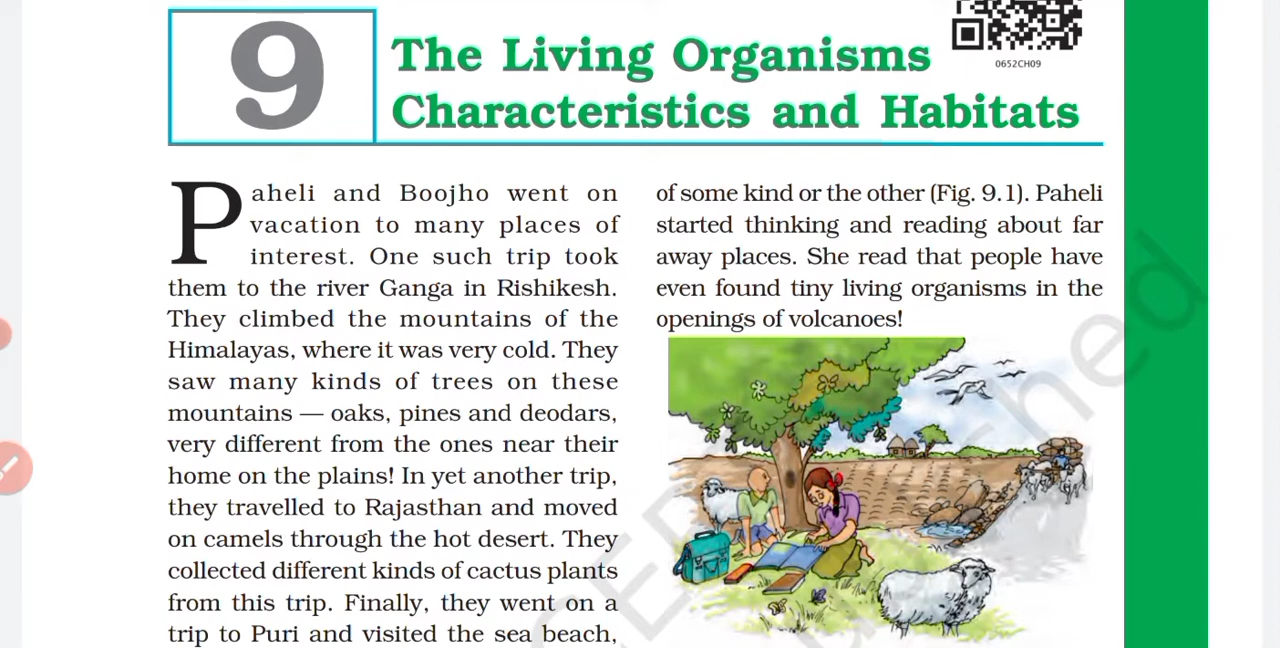 9
The Living Organisms
Characteristics and Habitats
0652CH09
Paheli and Boojho went on
vacation to many places of
interest. One such trip took
them to the river Ganga in Rishikesh.
They climbed the mountains of the
Himalayas, where it was very cold. They
saw many kinds of trees on these
mountains — oaks, pines and deodars,
very different from the ones near their
home on the plains! In yet another trip,
they travelled to Rajasthan and moved
on camels through the hot desert. They
collected different kinds of cactus plants
from this trip. Finally, they went on a
trip to Puri and visited the sea beach,
of some kind or the other (Fig. 9.1). Paheli
started thinking and reading about far
away places. She read that people have
even found tiny living organisms in the
openings of volcanoes!